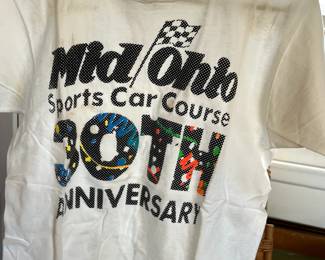 Mid Ohio
Sports Car Course
30TH
ANNIVERSARY